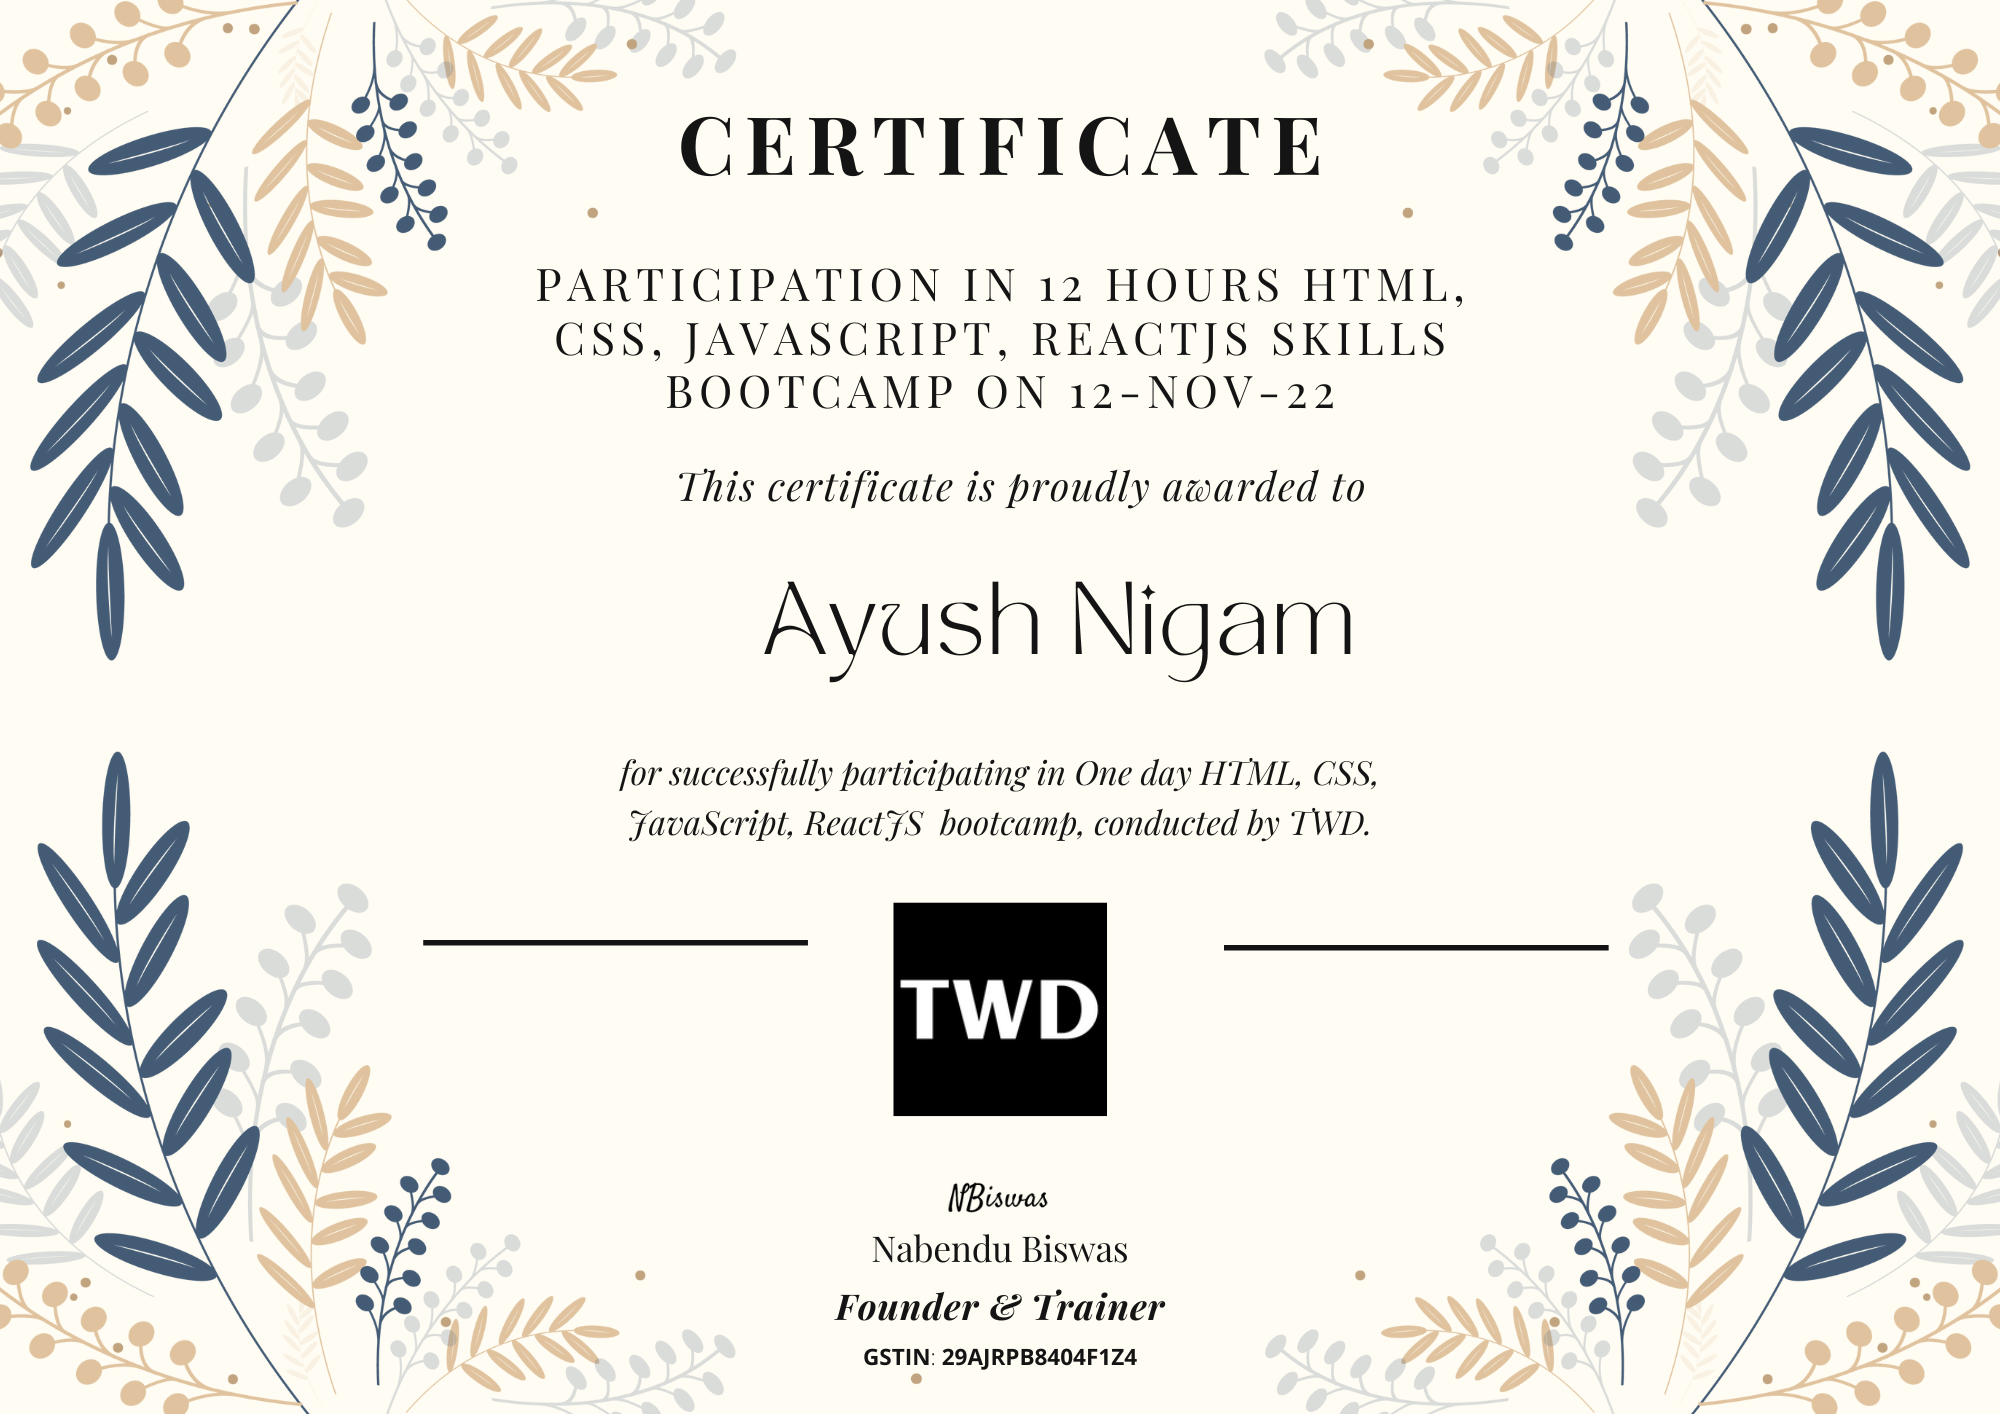 CERTIFICATE
PARTICIPATION IN 12 HOURS HTML,
CSS, JAVASCRIPT, REACTJS SKILLS
BOOTCAMP ON 12-NOV-22
This certificate is proudly awarded to
Ayush Nigam
for successfully participating in One day HTML, CSS,
JavaScript, ReactJS bootcamp, conducted by TWD.
TWD
NBiswas
Nabendu Biswas
Founder & Trainer
GSTIN: 29AJRPB8404F1Z4